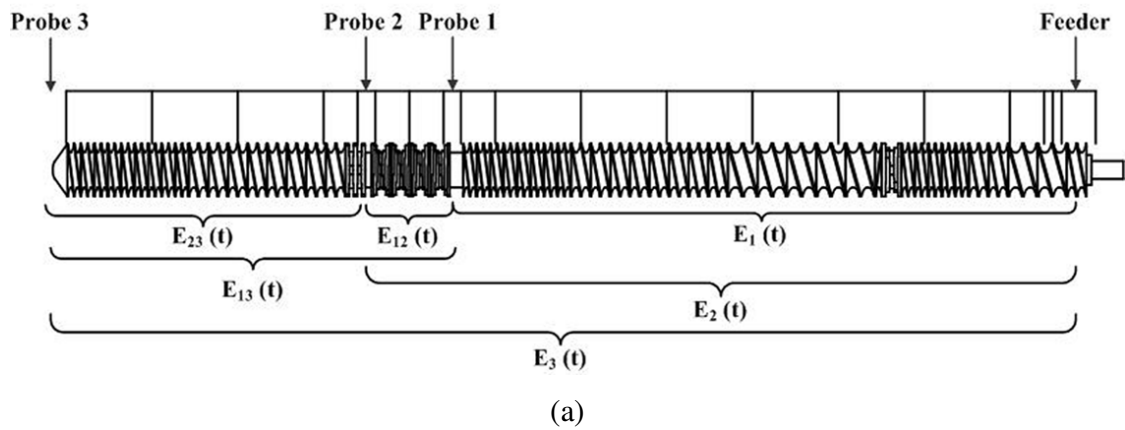 Probe 3 Probe 2 Probe 1 Feeder
E₂₃ (t) E₁₂ (t) E₁ (t)
E₁₃ (t) E₂ (t)
E₃ (t)
(a)